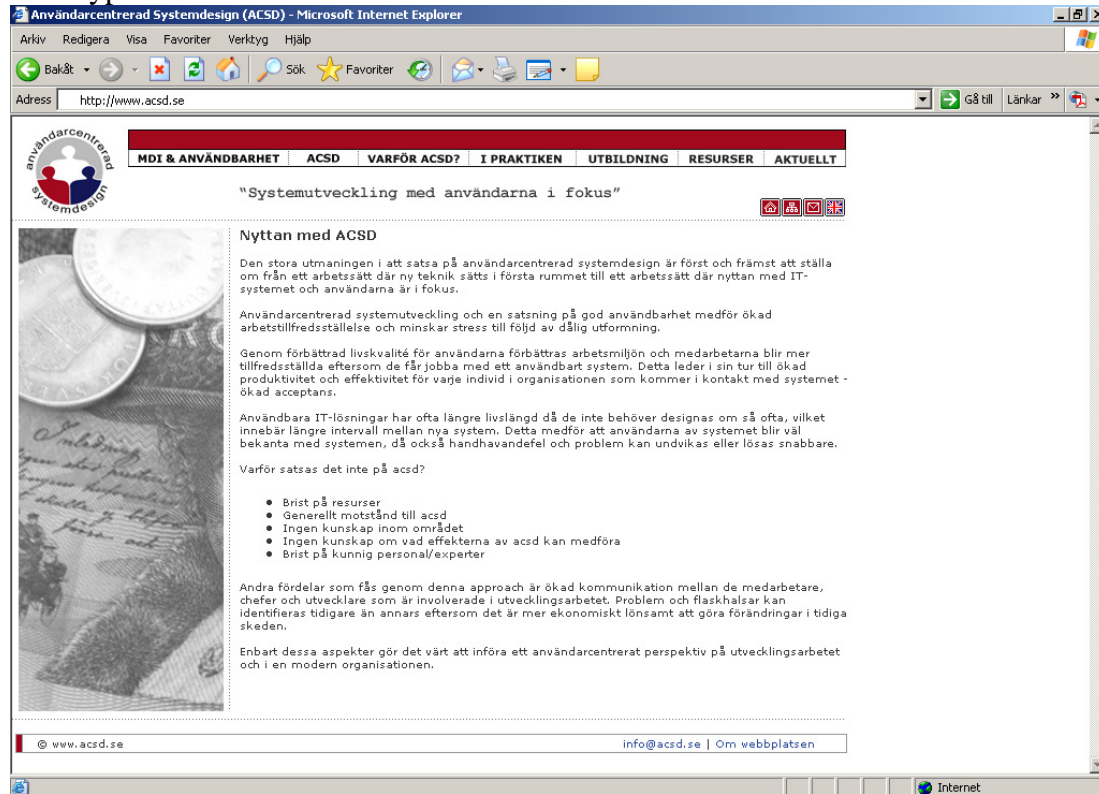 Användarcentrerad Systemdesign (ACSD) - Microsoft Internet Explorer
Arkiv Redigera Visa Favoriter Verktyg Hjälp
Bakåt Sök Favoriter
Adress http://www.acsd.se Gå till Länkar »
användarcentrerad
systemdesign
MDI & ANVÄNDBARHET ACSD VARFÖR ACSD? I PRAKTIKEN UTBILDNING RESURSER AKTUELLT
"Systemutveckling med användarna i fokus"
Nyttan med ACSD
Den stora utmaningen i att satsa på användarcentrerad systemdesign är först och främst att ställa
om från ett arbetssätt där ny teknik sätts i första rummet till ett arbetssätt där nyttan med IT-
systemet och användarna är i fokus.
Användarcentrerad systemutveckling och en satsning på god användbarhet medför ökad
arbetstillfredsställelse och minskar stress till följd av dålig utformning.
Genom förbättrad livskvalité för användarna förbättras arbetsmiljön och medarbetarna blir mer
tillfredsställda eftersom de får jobba med ett användbart system. Detta leder i sin tur till ökad
produktivitet och effektivitet för varje individ i organisationen som kommer i kontakt med systemet -
ökad acceptans.
Användbara IT-lösningar har ofta längre livslängd då de inte behöver designas om så ofta, vilket
innebär längre intervall mellan nya system. Detta medför att användarna av systemet blir väl
bekanta med systemen, då också handhavandefel och problem kan undvikas eller lösas snabbare.
Varför satsas det inte på acsd?
● Brist på resurser
● Generellt motstånd till acsd
● Ingen kunskap inom området
● Ingen kunskap om vad effekterna av acsd kan medföra
● Brist på kunnig personal/experter
Andra fördelar som fås genom denna approach är ökad kommunikation mellan de medarbetare,
chefer och utvecklare som är involverade i utvecklingsarbetet. Problem och flaskhalsar kan
identifieras tidigare än annars eftersom det är mer ekonomiskt lönsamt att göra förändringar i tidiga
skeden.
Enbart dessa aspekter gör det värt att införa ett användarcentrerat perspektiv på utvecklingsarbetet
och i en modern organisationen.
© www.acsd.se info@acsd.se | Om webbplatsen
Internet